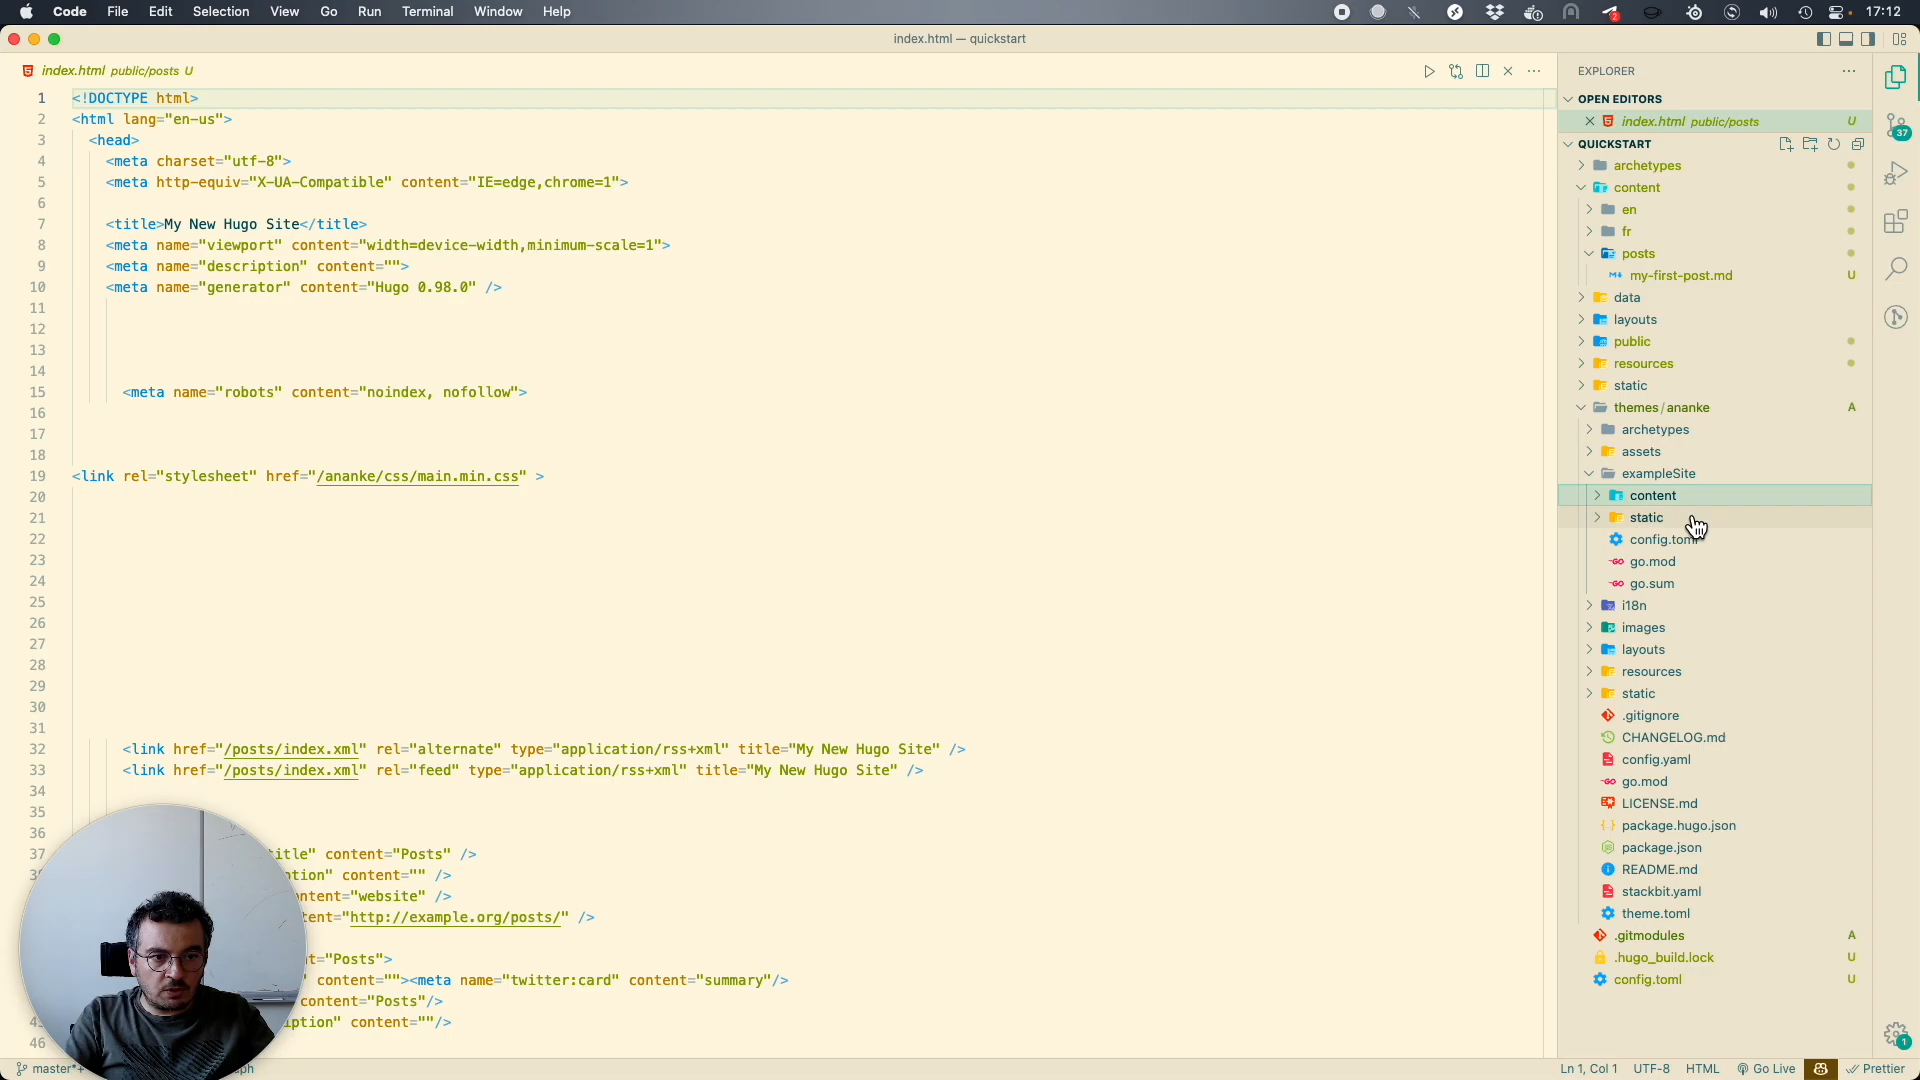 Code File Edit Selection View Go Run Terminal Window Help
2
17:12
index.html — quickstart
index.html public/posts U
1 <!DOCTYPE html>
2 <html lang="en-us">
3 <head>
4 <meta charset="utf-8">
5 <meta http-equiv="X-UA-Compatible" content="IE=edge,chrome=1">
6
7 <title>My New Hugo Site</title>
8 <meta name="viewport" content="width=device-width,minimum-scale=1">
9 <meta name="description" content="">
10 <meta name="generator" content="Hugo 0.98.0" />
11
12
13
14
15 <meta name="robots" content="noindex, nofollow">
16
17
18
19 <link rel="stylesheet" href="/ananke/css/main.min.css" >
20
21
22
23
24
25
26
27
28
29
30
31
32 <link href="/posts/index.xml" rel="alternate" type="application/rss+xml" title="My New Hugo Site" />
33 <link href="/posts/index.xml" rel="feed" type="application/rss+xml" title="My New Hugo Site" />
34
35
36
37 title" content="Posts" />
ption" content="" />
ontent="website" />
tent="http://example.org/posts/" />
t="Posts">
" content=""><meta name="twitter:card" content="summary"/>
content="Posts"/>
iption" content=""/>
46
EXPLORER
OPEN EDITORS
index.html public/posts U
QUICKSTART
archetypes
content
en
fr
posts
my-first-post.md U
data
layouts
public
resources
static
themes / ananke A
archetypes
assets
exampleSite
content
static
config.toml
go.mod
go.sum
i18n
images
layouts
resources
static
.gitignore
CHANGELOG.md
config.yaml
go.mod
LICENSE.md
package.hugo.json
package.json
README.md
stackbit.yaml
theme.toml
.gitmodules A
.hugo_build.lock U
config.toml U
37
1
master*+
Ln 1, Col 1 UTF-8 HTML Go Live Prettier